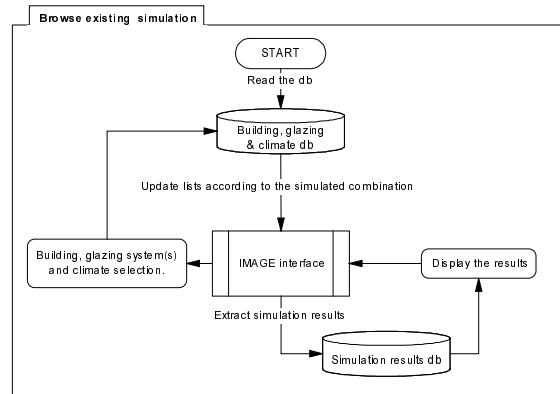 Browse existing simulation
START
Read the db
Building, glazing
& climate db
Update lists according to the simulated combination
Building, glazing system(s)
and climate selection.
IMAGE interface
Display the results
Extract simulation results
Simulation results db